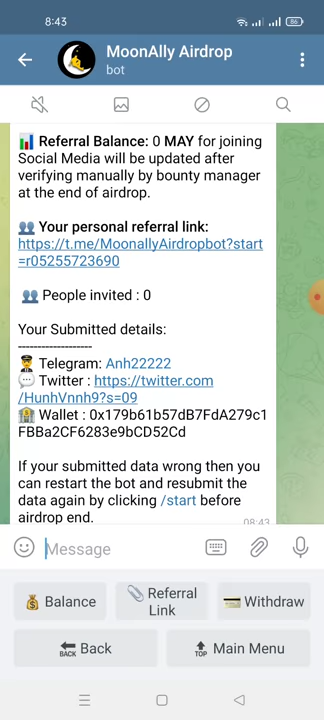 8:43
86
MoonAlly Airdrop
bot
Referral Balance: 0 MAY for joining
Social Media will be updated after
verifying manually by bounty manager
at the end of airdrop.
Your personal referral link:
https://t.me/MoonallyAirdropbot?start
=r05255723690
People invited : 0
Your Submitted details:
-------------------
Telegram: Anh22222
Twitter : https://twitter.com
/HunhVnnh9?s=09
Wallet : 0x179b61b57dB7FdA279c1
FBBa2CF6283e9bCD52Cd
If your submitted data wrong then you
can restart the bot and resubmit the
data again by clicking /start before
airdrop end.
08:43
Message
Balance
Referral
Link
Withdraw
BACK Back
TOP Main Menu